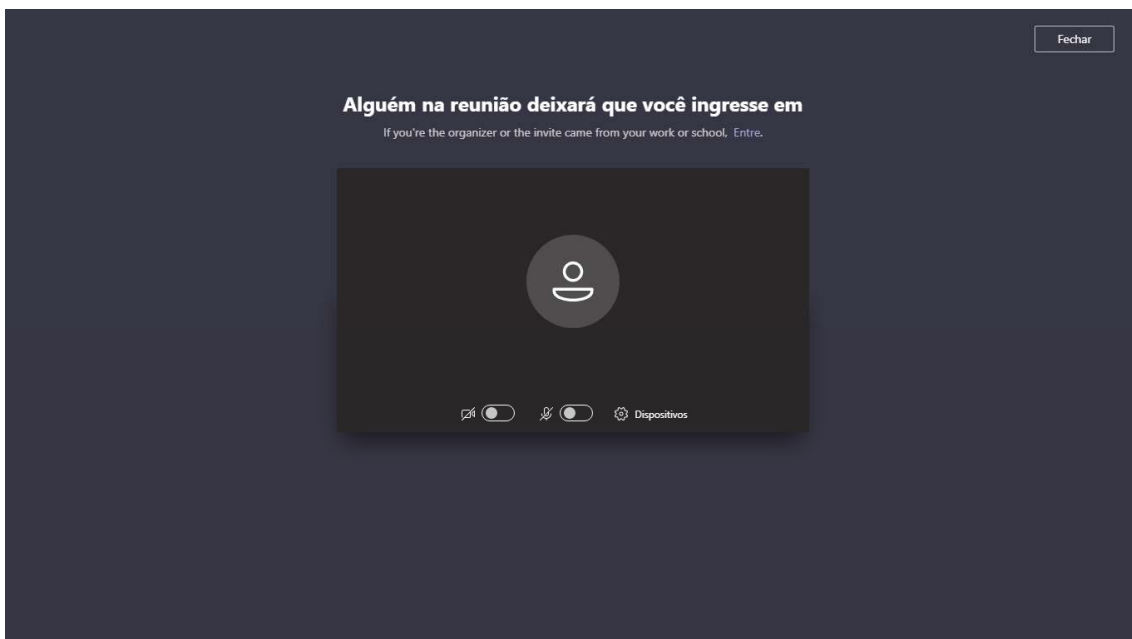 Fechar
Alguém na reunião deixará que você ingresse em
If you're the organizer or the invite came from your work or school, Entre.
Dispositivos